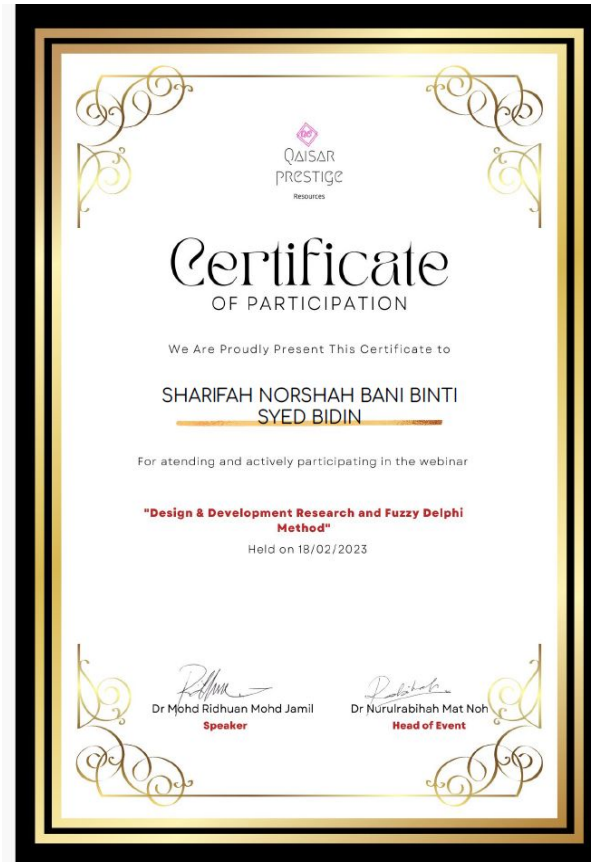 QAISAR
PRESTIGE
Resources
Certificate
OF PARTICIPATION
We Are Proudly Present This Certificate to
SHARIFAH NORSHAH BANI BINTI
SYED BIDIN
For atending and actively participating in the webinar
"Design & Development Research and Fuzzy Delphi
Method"
Held on 18/02/2023
Dr Mohd Ridhuan Mohd Jamil
Speaker
Dr Nurulrabihah Mat Noh
Head of Event